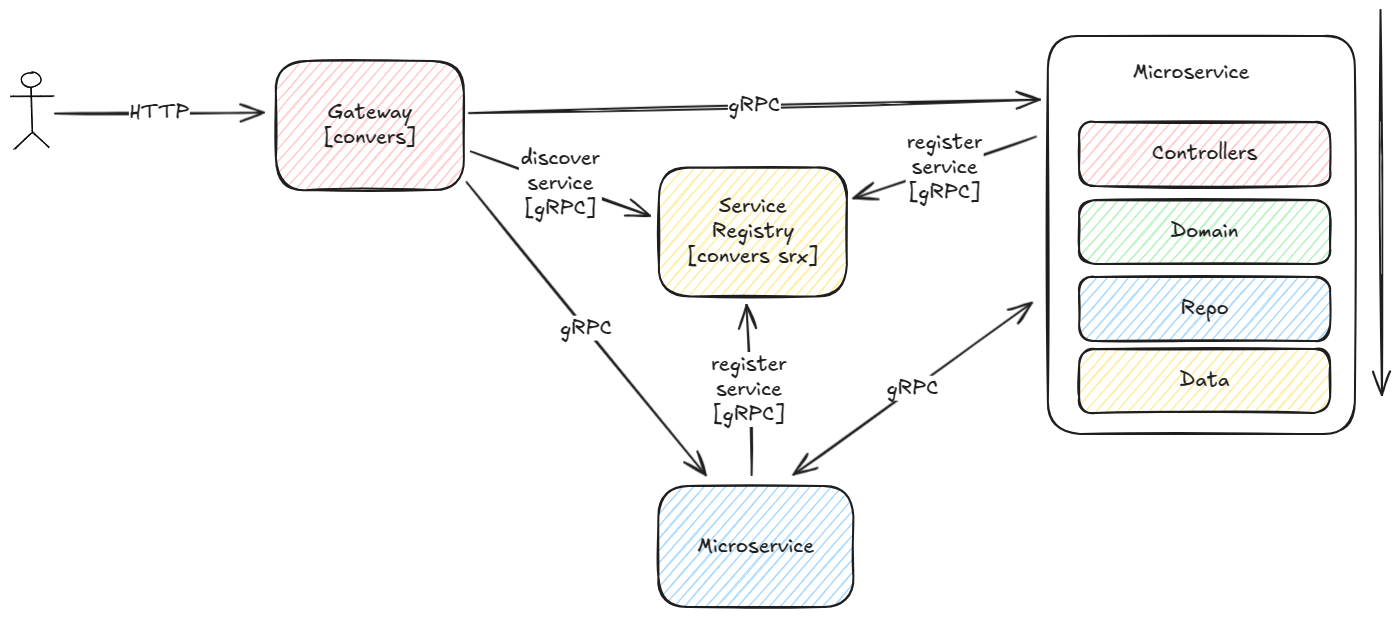 HTTP
Gateway
[convers]
gRPC
discover
service
[gRPC]
Service
Registry
[convers srx]
register
service
[gRPC]
Microservice
Controllers
Domain
Repo
Data
gRPC
register
service
[gRPC]
gRPC
Microservice